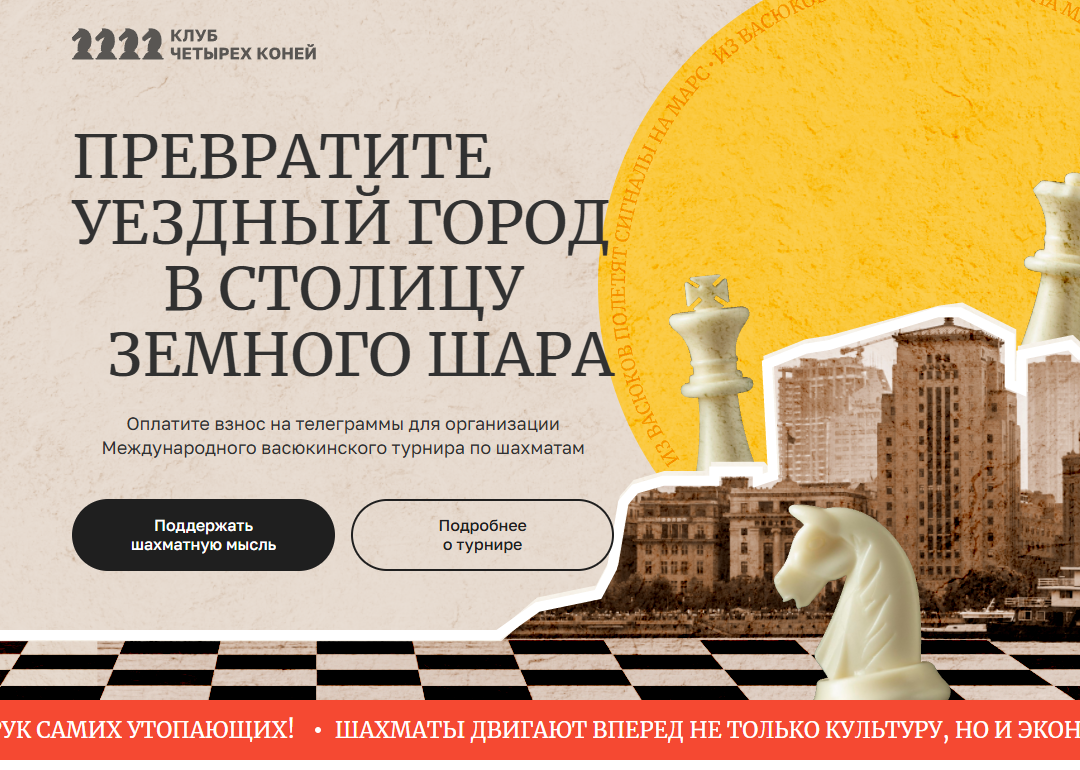 КЛУБ
ЧЕТЫРЕХ КОНЕЙ
ПРЕВРАТИТЕ
УЕЗДНЫЙ ГОРОД
В СТОЛИЦУ
ЗЕМНОГО ШАРА
Оплатите взнос на телеграммы для организации
Международного васюкинского турнира по шахматам
Поддержать
шахматную мысль
Подробнее
о турнире
ИЗ ВАСЮКОВ ПОЛЕТЯТ СИГНАЛЫ НА МАРС • ИЗ ВАСЮКОВ
НА
САМИХ УТОПАЮЩИХ! • ШАХМАТЫ ДВИГАЮТ ВПЕРЕД НЕ ТОЛЬКО КУЛЬТУРУ, НО И